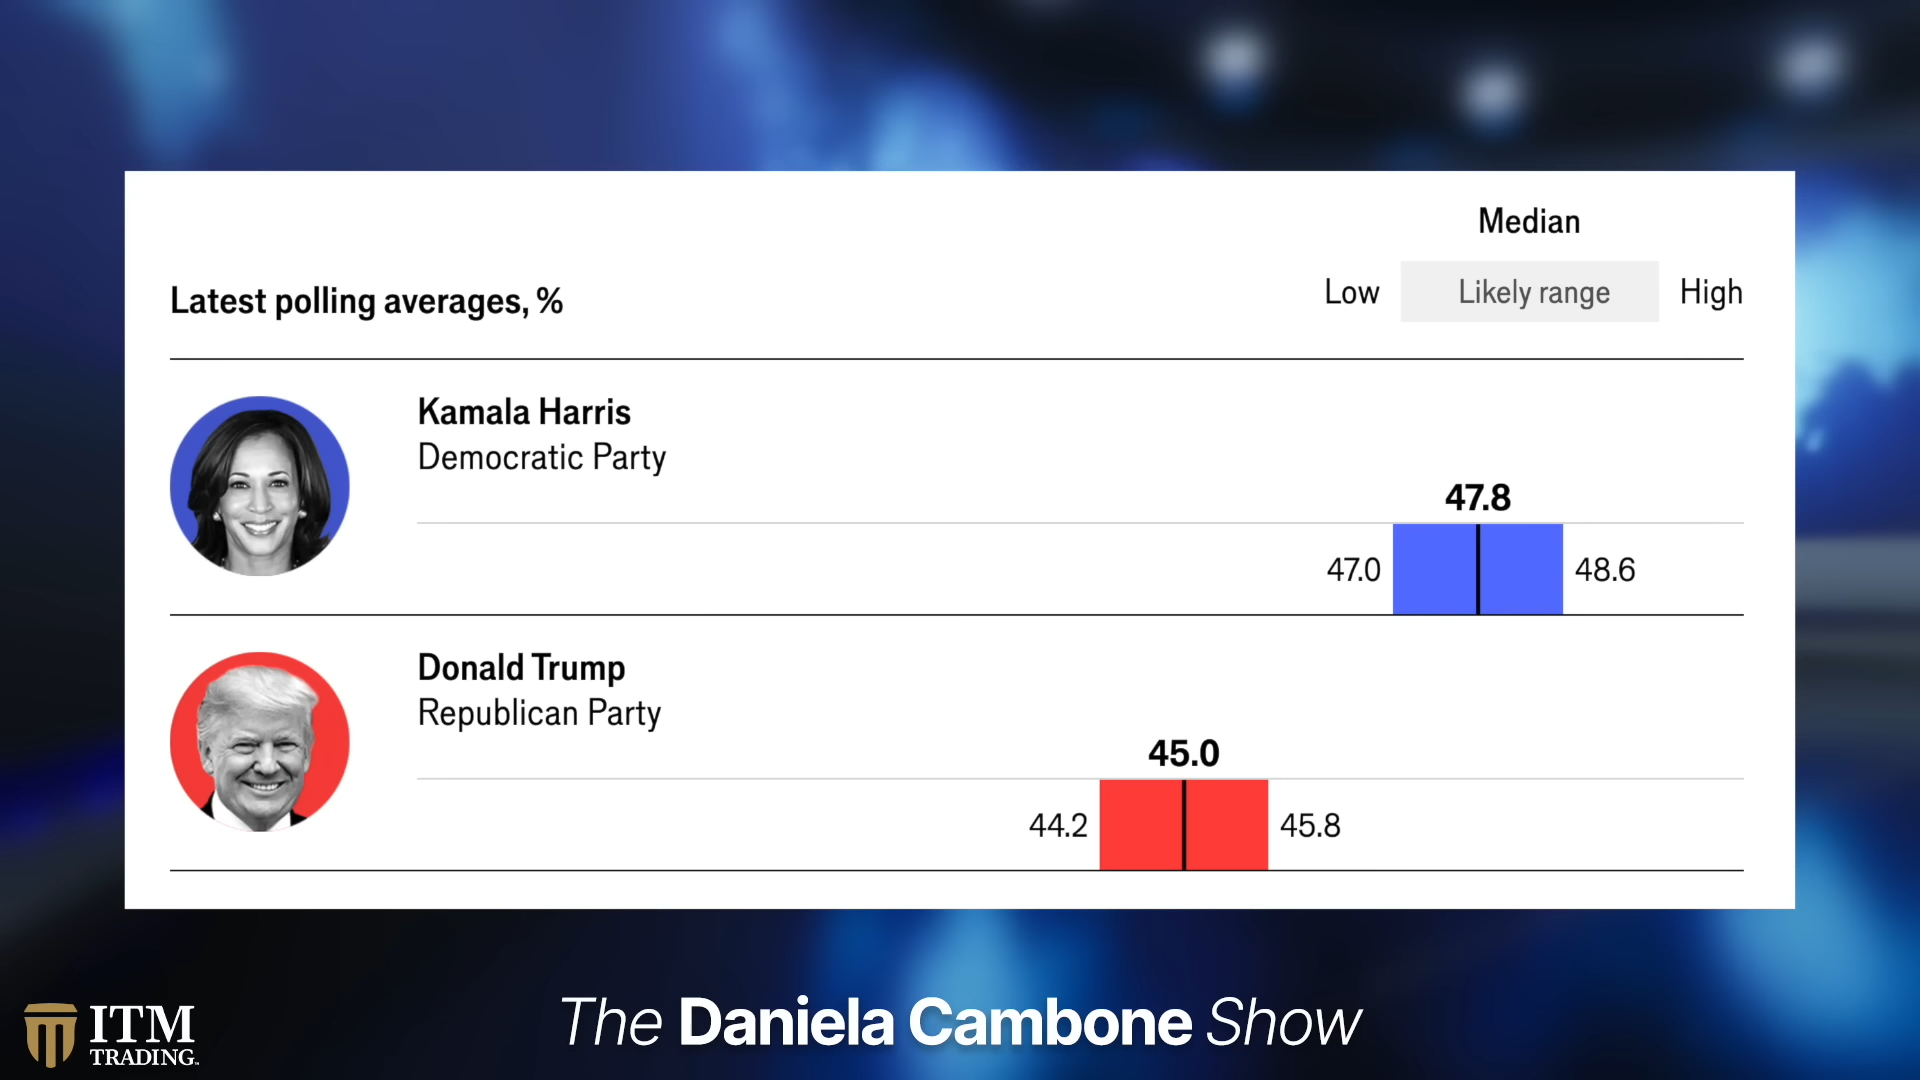 Median
Low Likely range High
Latest polling averages, %
Kamala Harris
Democratic Party
47.8
47.0 48.6
Donald Trump
Republican Party
45.0
44.2 45.8
ITM
TRADING
The Daniela Cambone Show